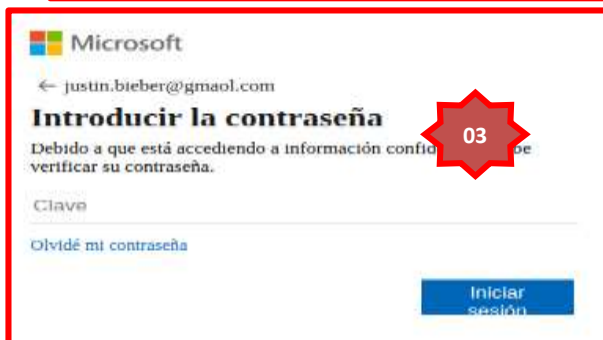 Microsoft
← justin.bieber@gmaol.com
Introducir la contraseña
Debido a que está accediendo a información
verificar su contraseña.
Clave
Olvidé mi contraseña
Iniciar
sesión
03